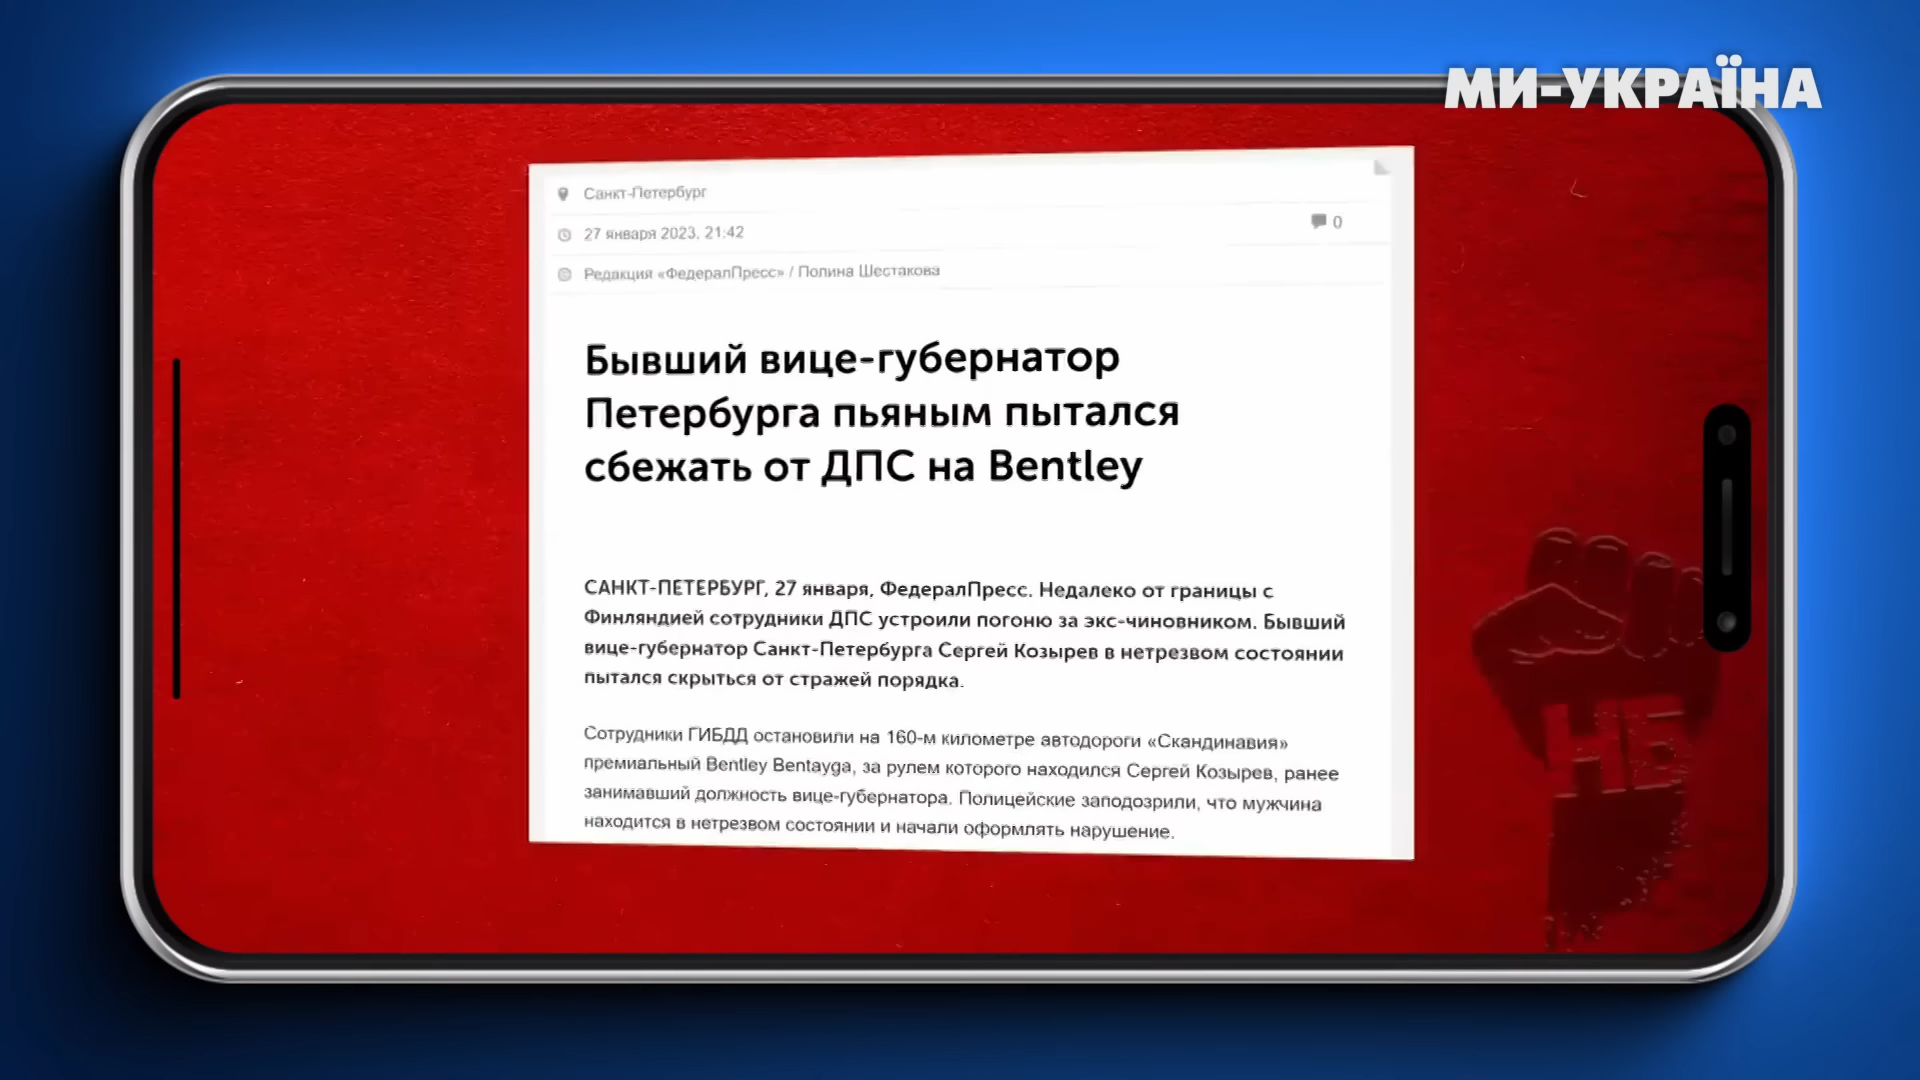 МИ-УКРАЇНА
Санкт-Петербург
27 января 2023, 21:42
0
Редакция «ФедералПресс» / Полина Шестакова
Бывший вице-губернатор
Петербурга пьяным пытался
сбежать от ДПС на Bentley
САНКТ-ПЕТЕРБУРГ, 27 января, ФедералПресс. Недалеко от границы с
Финляндией сотрудники ДПС устроили погоню за экс-чиновником. Бывший
вице-губернатор Санкт-Петербурга Сергей Козырев в нетрезвом состоянии
пытался скрыться от стражей порядка.
Сотрудники ГИБДД остановили на 160-м километре автодороги «Скандинавия»
премиальный Bentley Bentayga, за рулем которого находился Сергей Козырев, ранее
занимавший должность вице-губернатора. Полицейские заподозрили, что мужчина
находится в нетрезвом состоянии и начали оформлять нарушение.